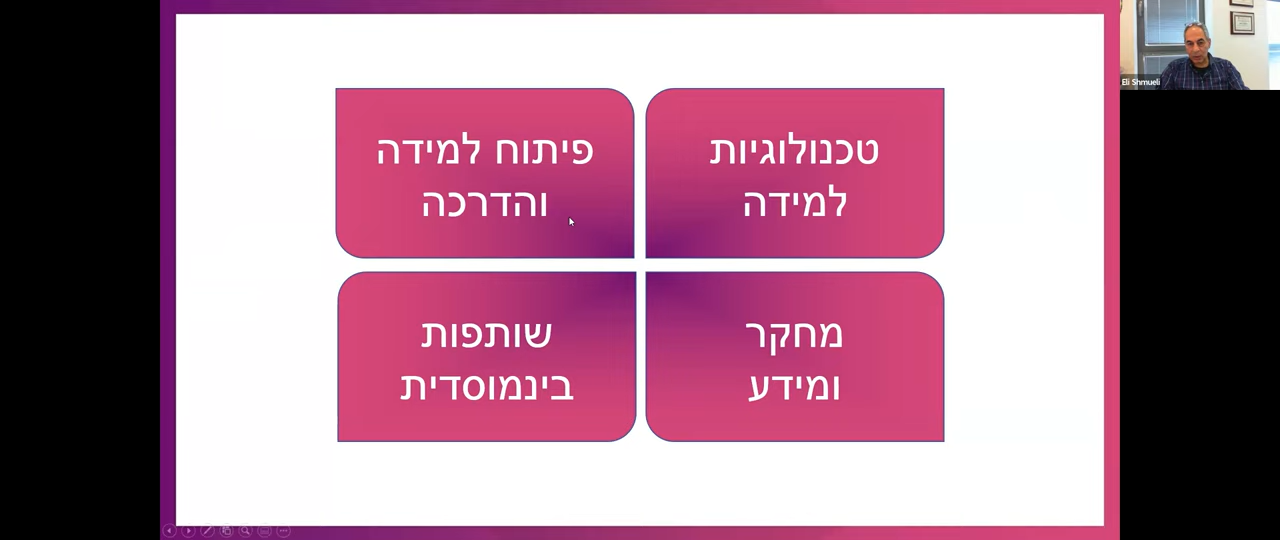 טכנולוגיות
למידה
פיתוח למידה
והדרכה
מחקר
ומידע
שותפות
בינמוסדית
Eli Shmueli